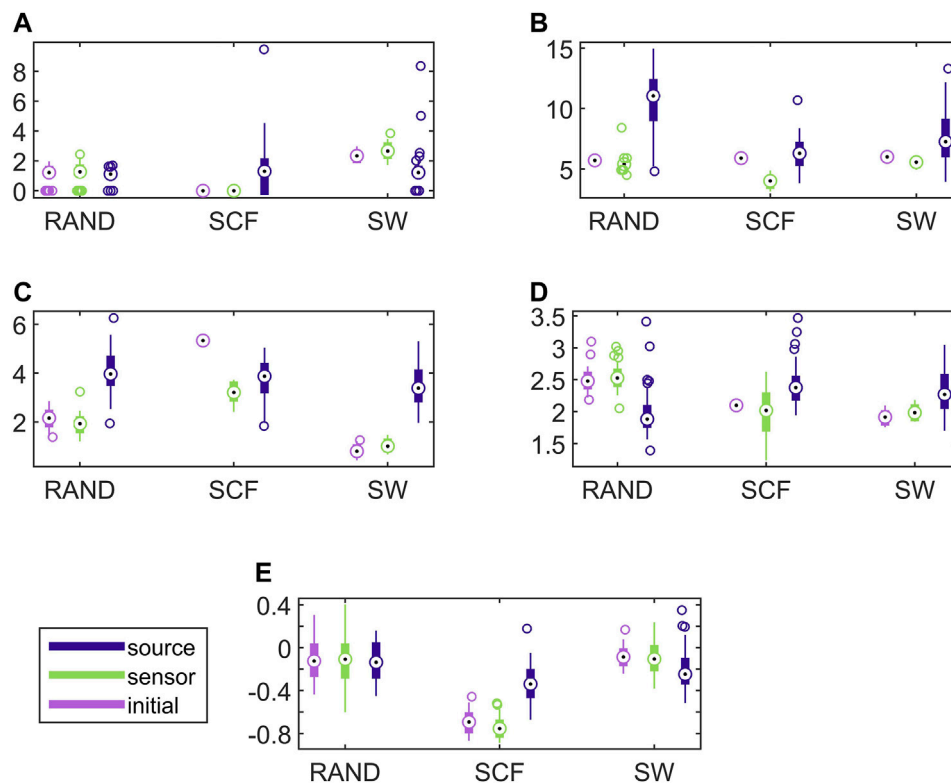 A
8
6
4
2
0
RAND SCF SW
B
15
10
5
RAND SCF SW
C
6
4
2
RAND SCF SW
D
3.5
3
2.5
2
1.5
RAND SCF SW
E
0.4
0
-0.4
-0.8
RAND SCF SW
source
sensor
initial